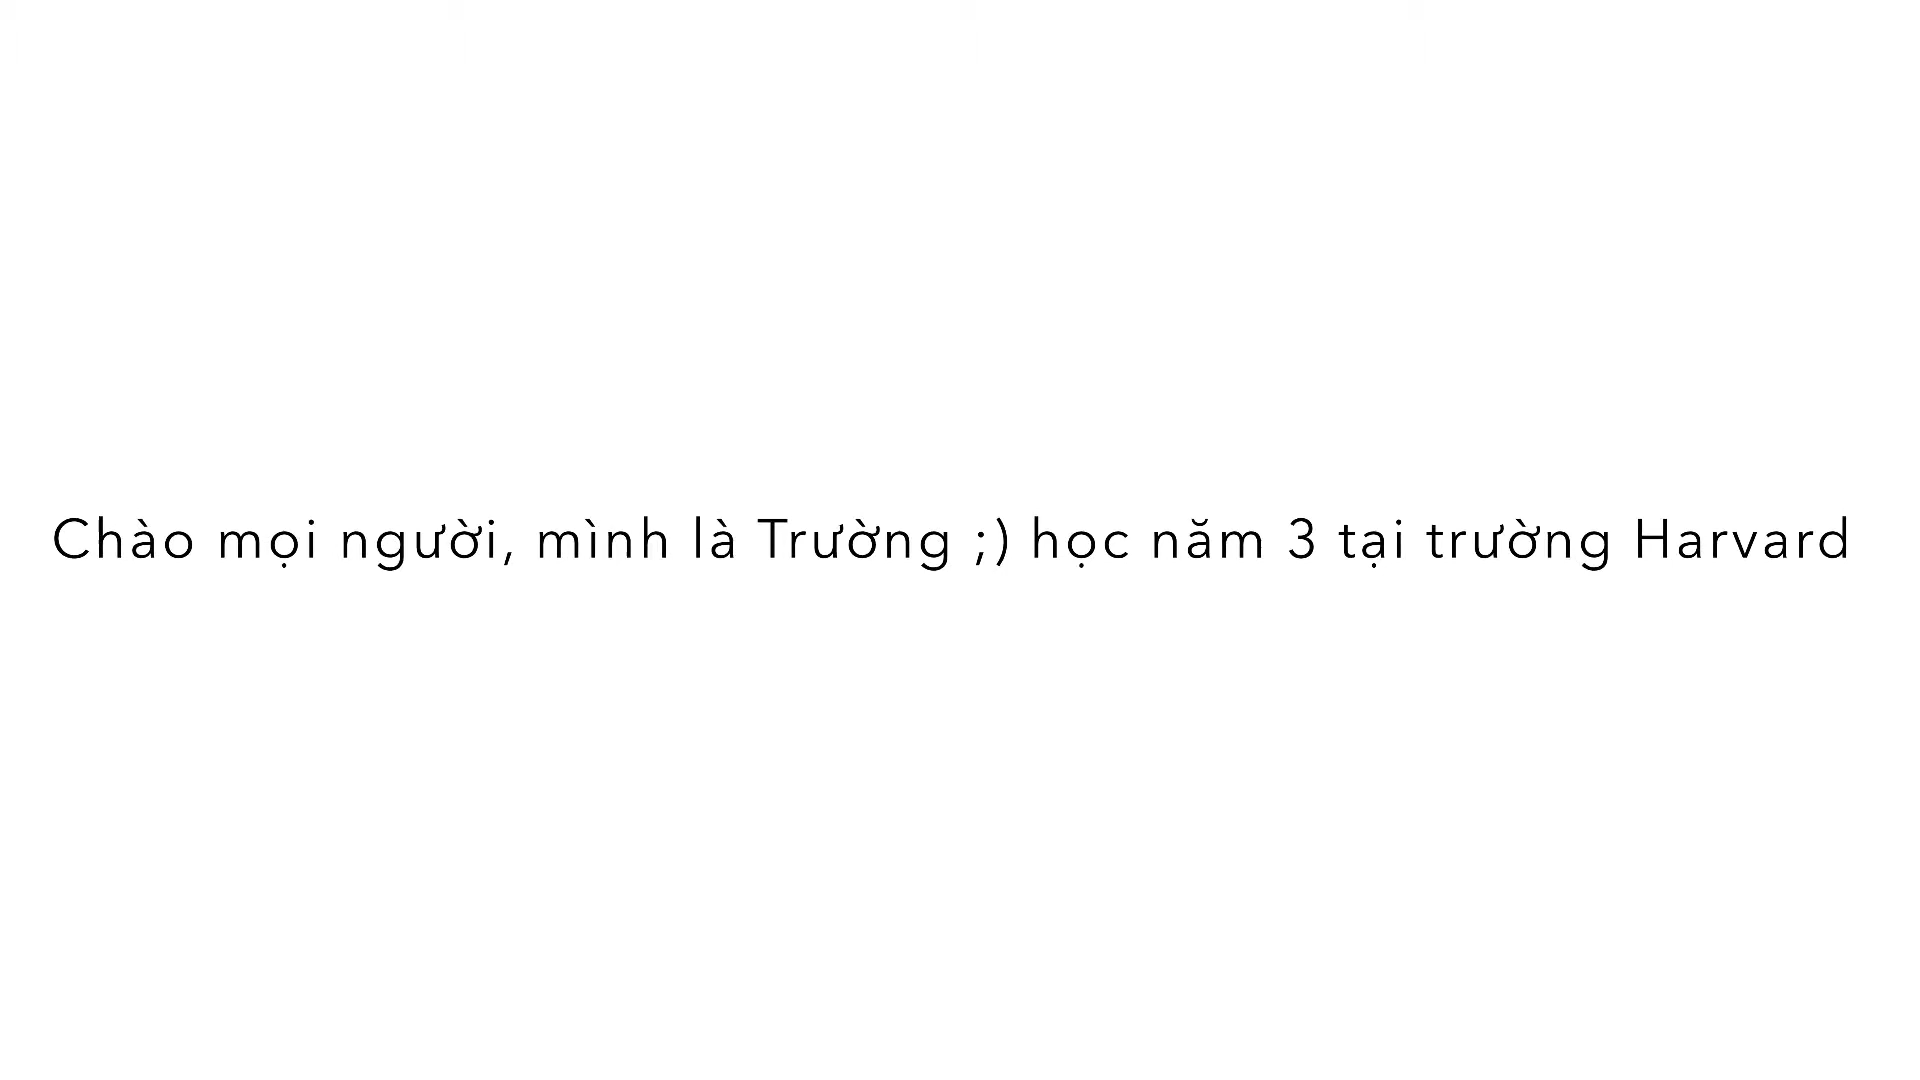 Chào mọi người, mình là Trường ;) học năm 3 tại trường Harvard